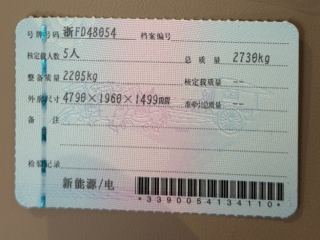 号牌号码 浙FD48054 档案编号
核定载人数 5人 总质量 2730kg
整备质量 2205kg 核定载质量 --
外廓尺寸 4790×1960×1499mm 准牵引总质量 --
备注
检验记录
新能源/电
*3390054134110*